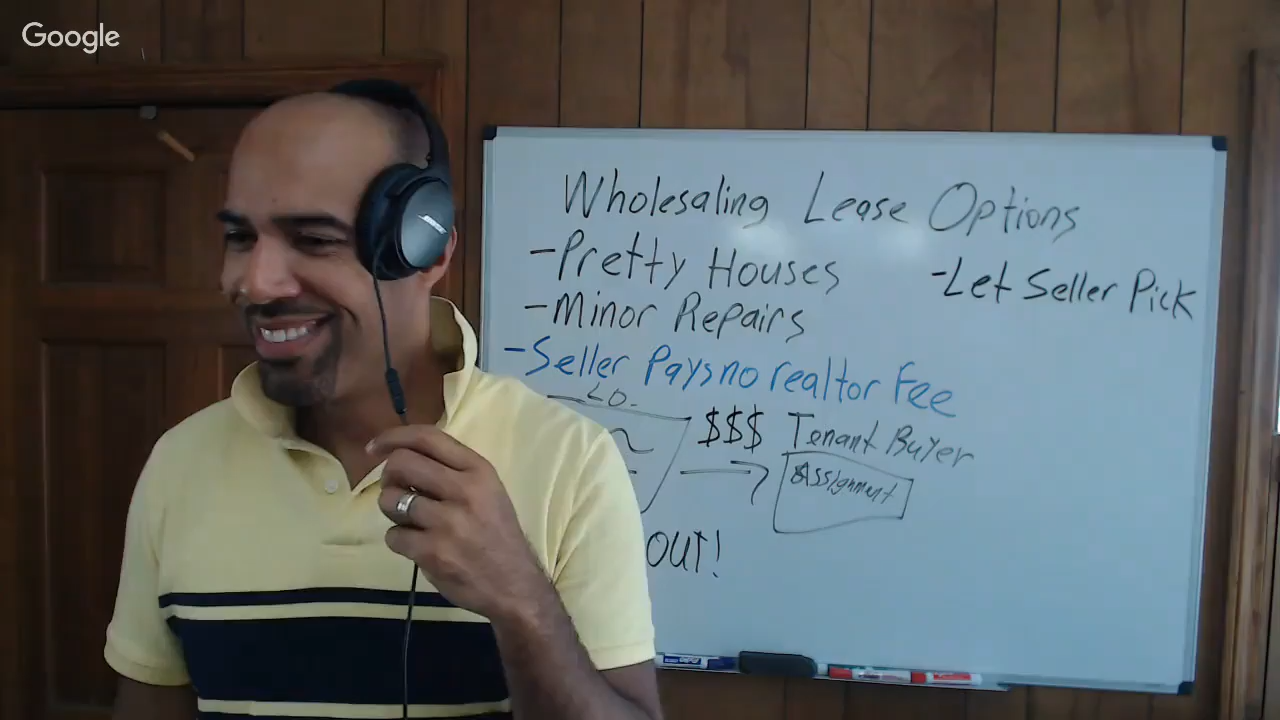 Google
BOSE
Wholesaling Lease Options
-Pretty Houses
-Let Seller Pick
-Minor Repairs
-Seller Pays no realtor Fee
L.O.
$$$ Tenant Buyer
Assignment
OUT!